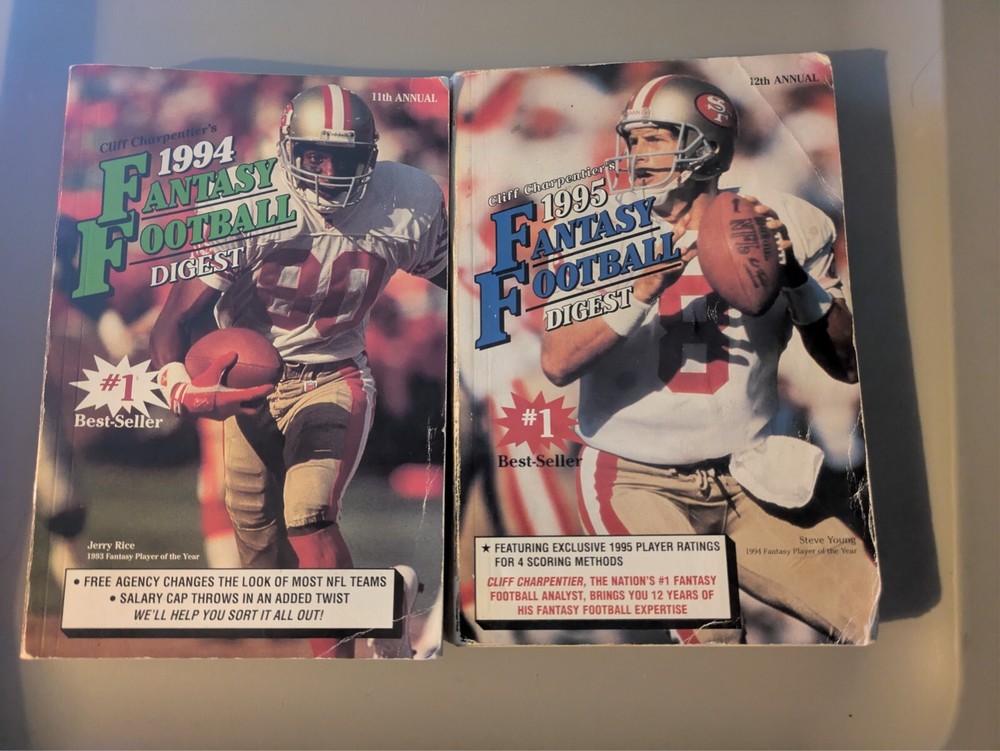 11th ANNUAL
Cliff Charpentier's
1994
FANTASY
FOOTBALL
DIGEST
80
#1
Best-Seller
Jerry Rice
1993 Fantasy Player of the Year
• FREE AGENCY CHANGES THE LOOK OF MOST NFL TEAMS
• SALARY CAP THROWS IN AN ADDED TWIST
WE'LL HELP YOU SORT IT ALL OUT!
12th ANNUAL
SF
Cliff Charpentier's
1995
FANTASY
FOOTBALL
DIGEST
8
#1
Best-Seller
Steve Young
1994 Fantasy Player of the Year
★ FEATURING EXCLUSIVE 1995 PLAYER RATINGS
FOR 4 SCORING METHODS
CLIFF CHARPENTIER, THE NATION'S #1 FANTASY
FOOTBALL ANALYST, BRINGS YOU 12 YEARS OF
HIS FANTASY FOOTBALL EXPERTISE